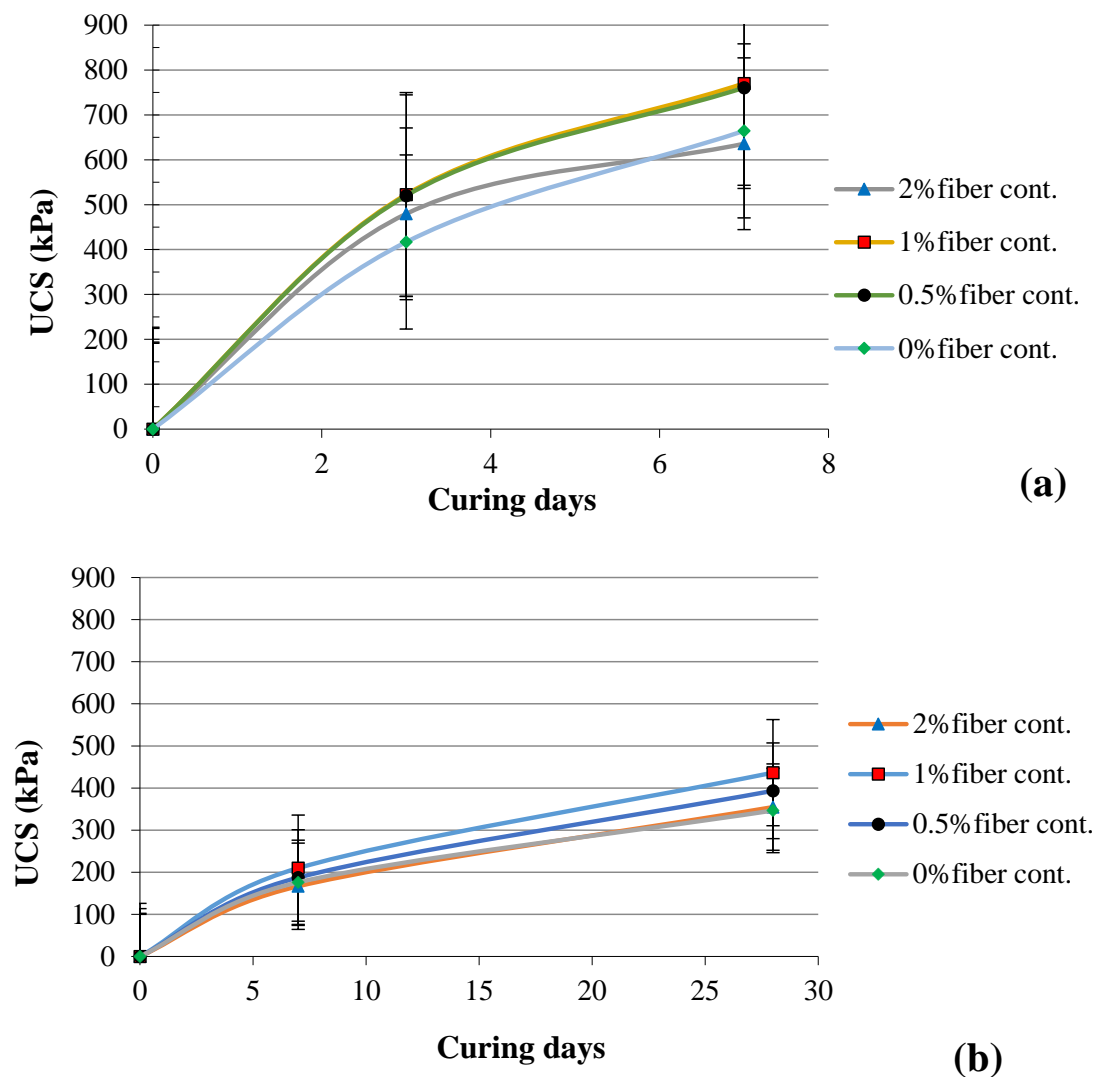 900
800
700
600
500
400
300
200
100
0
UCS (kPa)
0 2 4 6 8
Curing days
2%fiber cont.
1%fiber cont.
0.5%fiber cont.
0%fiber cont.
(a)
900
800
700
600
500
400
300
200
100
0
UCS (kPa)
0 5 10 15 20 25 30
Curing days
2%fiber cont.
1%fiber cont.
0.5%fiber cont.
0%fiber cont.
(b)